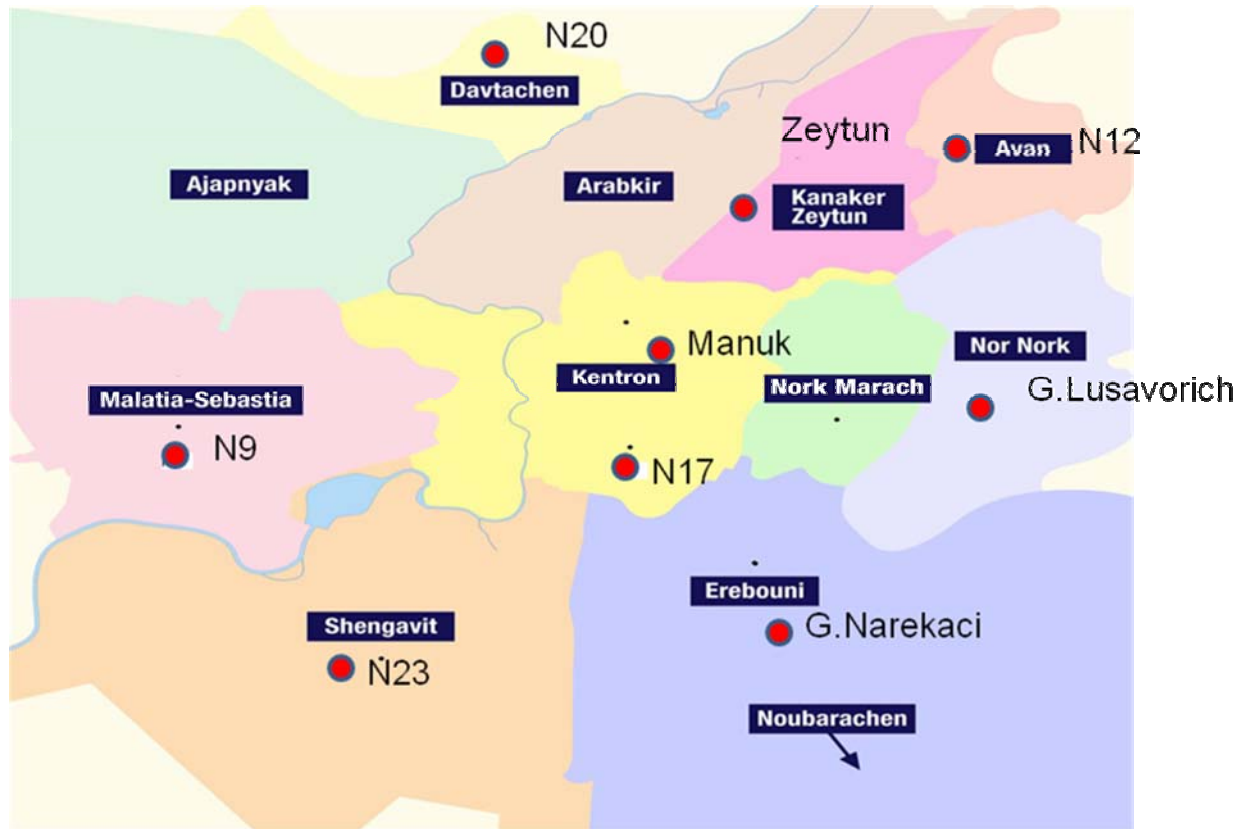 N20
Davtachen
Zeytun
Avan
N12
Ajapnyak
Arabkir
Kanaker
Zeytun
Manuk
Nor Nork
Kentron
Nork Marach
G.Lusavorich
Malatia-Sebastia
N9
N17
Erebouni
Shengavit
G.Narekaci
N23
Noubarachen